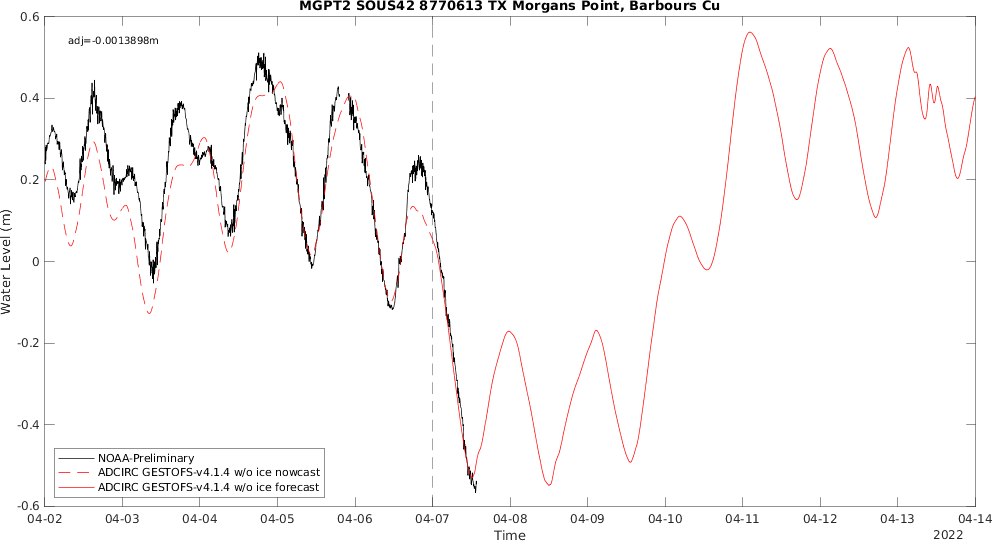 MGPT2 SOUS42 8770613 TX Morgans Point, Barbours Cu
adj=-0.0013898m
0.6
0.4
0.2
0
-0.2
-0.4
-0.6
Water Level (m)
NOAA-Preliminary
ADCIRC GESTOFS-v4.1.4 w/o ice nowcast
ADCIRC GESTOFS-v4.1.4 w/o ice forecast
04-02 04-03 04-04 04-05 04-06 04-07 04-08 04-09 04-10 04-11 04-12 04-13 04-14
Time
2022